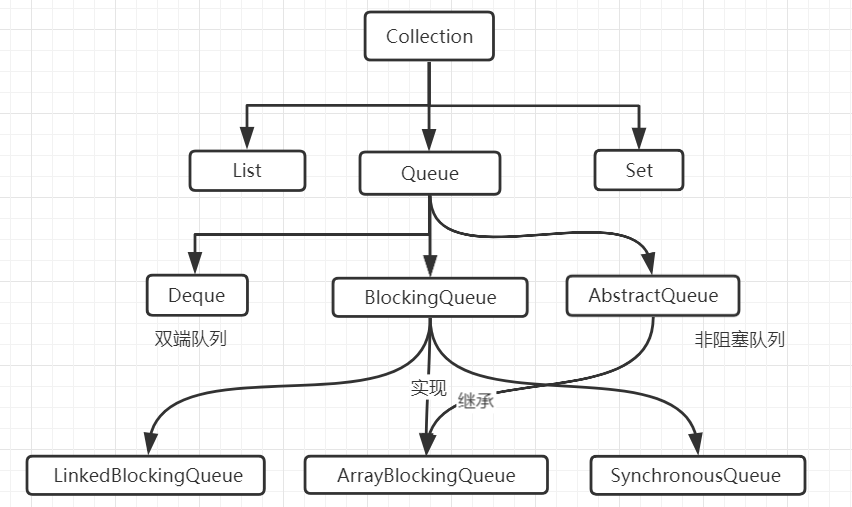 Collection
List
Queue
Set
Deque
BlockingQueue
AbstractQueue
双端队列
非阻塞队列
实现
继承
LinkedBlockingQueue
ArrayBlockingQueue
SynchronousQueue